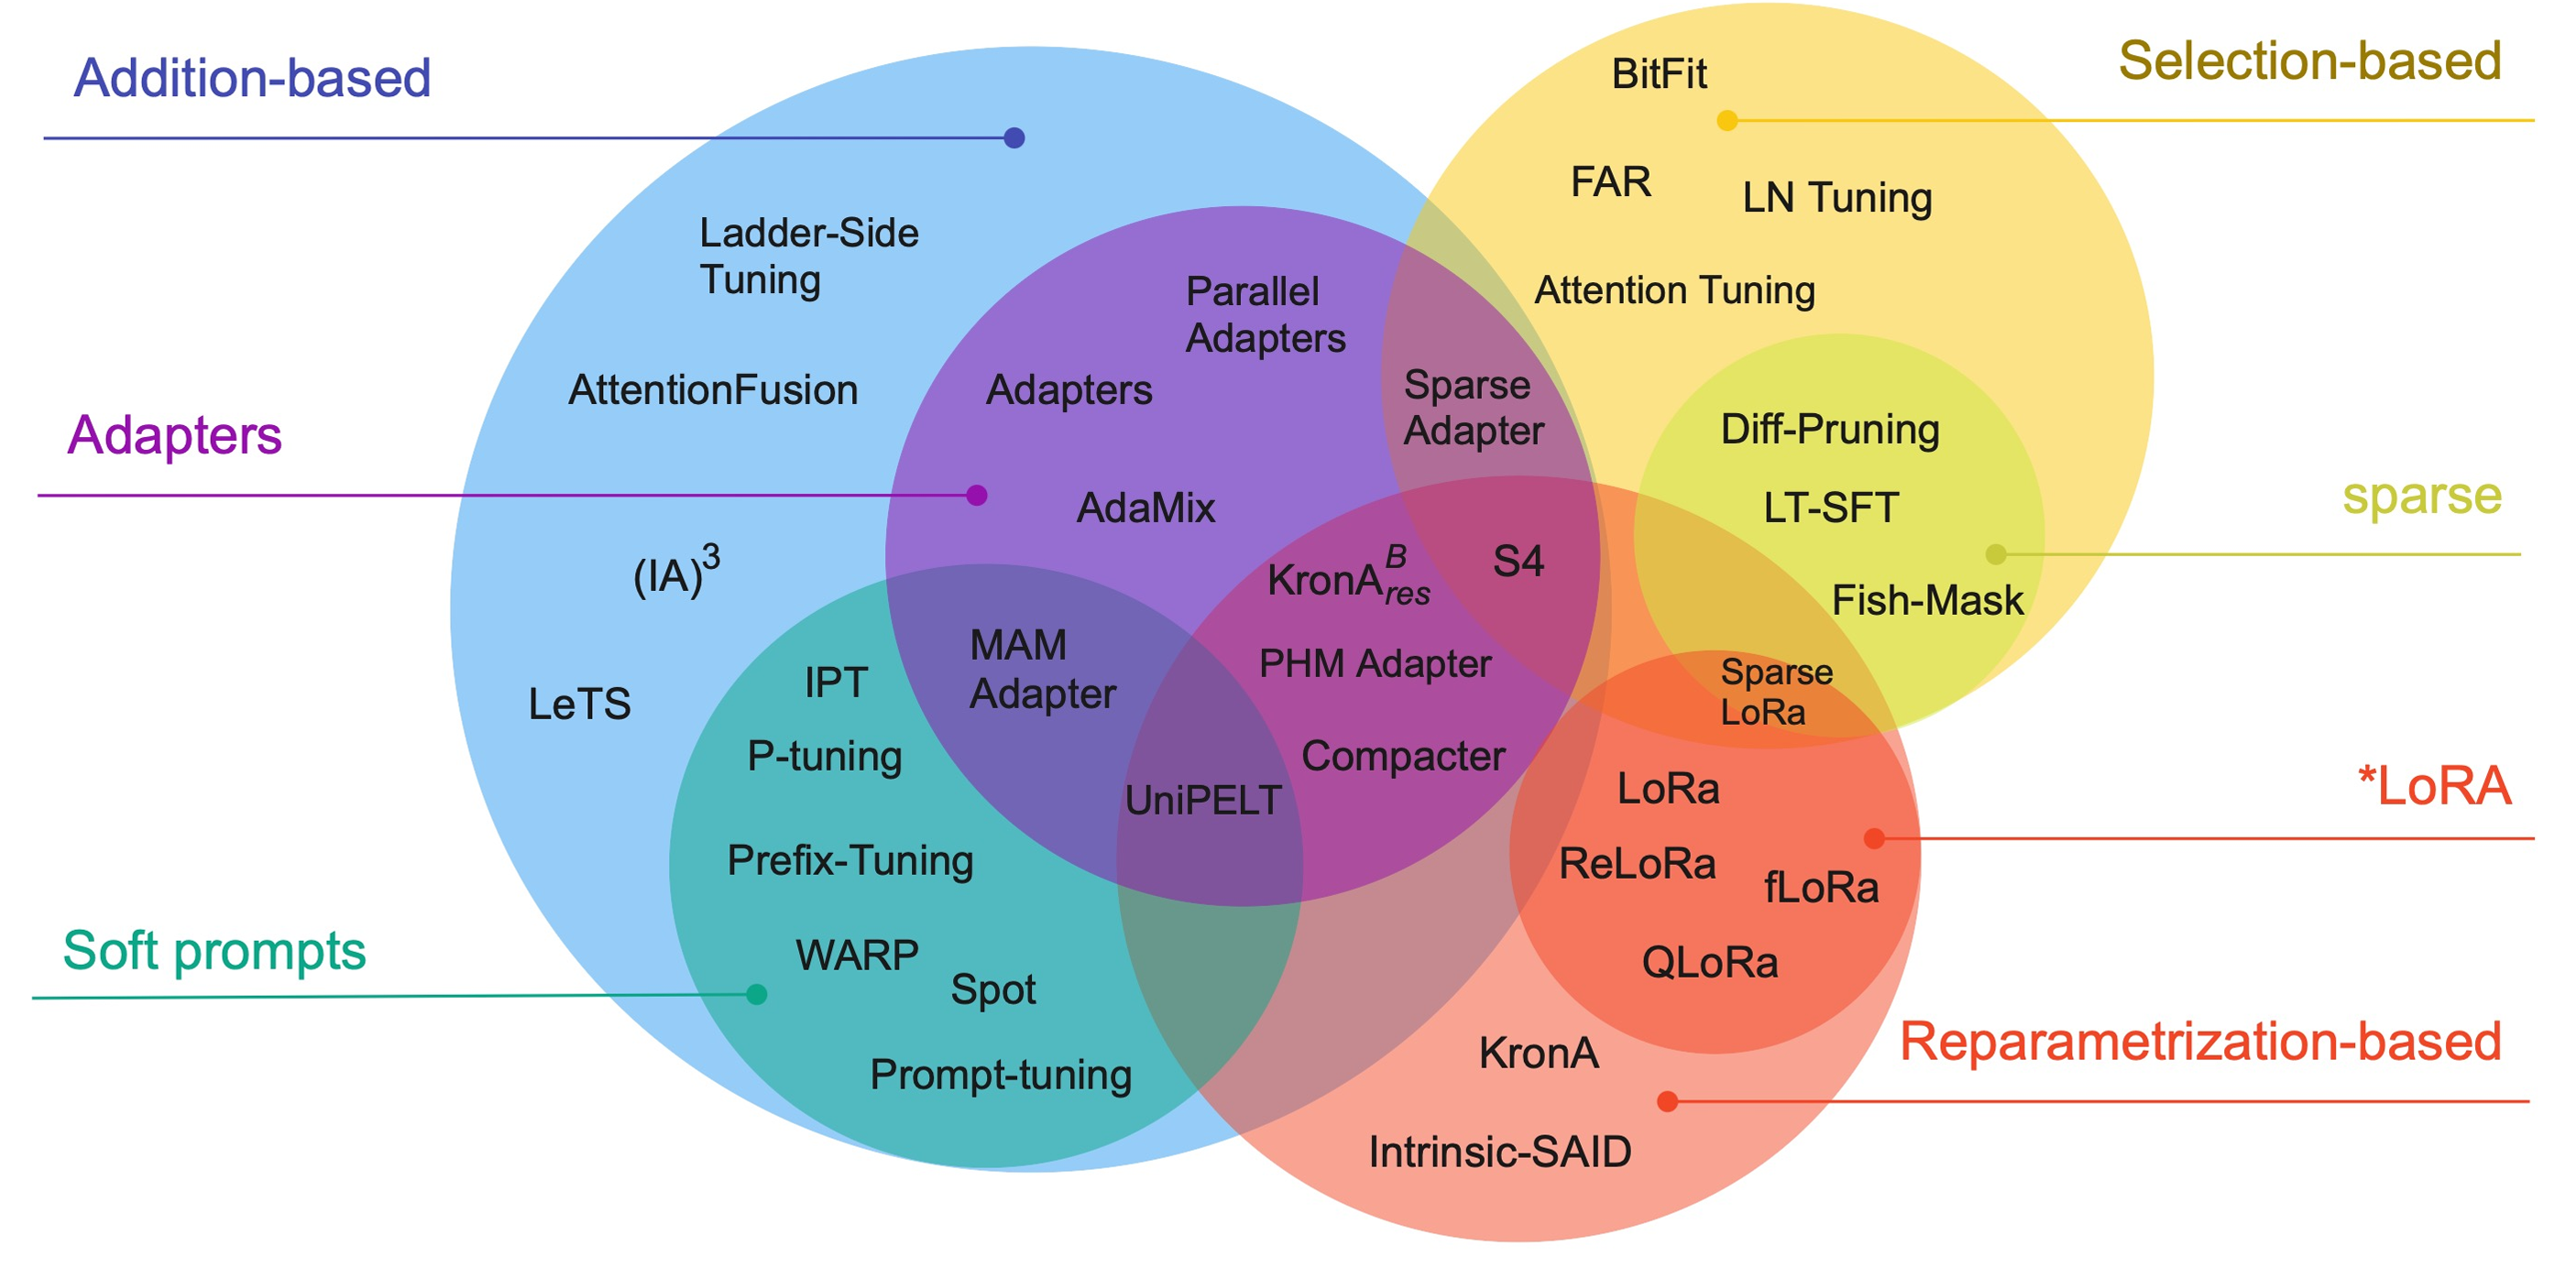 Addition-based
Selection-based
BitFit
FAR
LN Tuning
Ladder-Side
Tuning
Parallel
Adapters
Attention Tuning
AttentionFusion
Adapters
Sparse
Adapter
Adapters
Diff-Pruning
sparse
AdaMix
LT-SFT
(IA)³
KronA^B_res
S4
Fish-Mask
MAM
Adapter
PHM Adapter
IPT
LeTS
Sparse
LoRa
P-tuning
Compacter
UniPELT
LoRa
*LoRA
Prefix-Tuning
ReLoRa
fLoRa
Soft prompts
WARP
Spot
QLoRa
KronA
Reparametrization-based
Prompt-tuning
Intrinsic-SAID